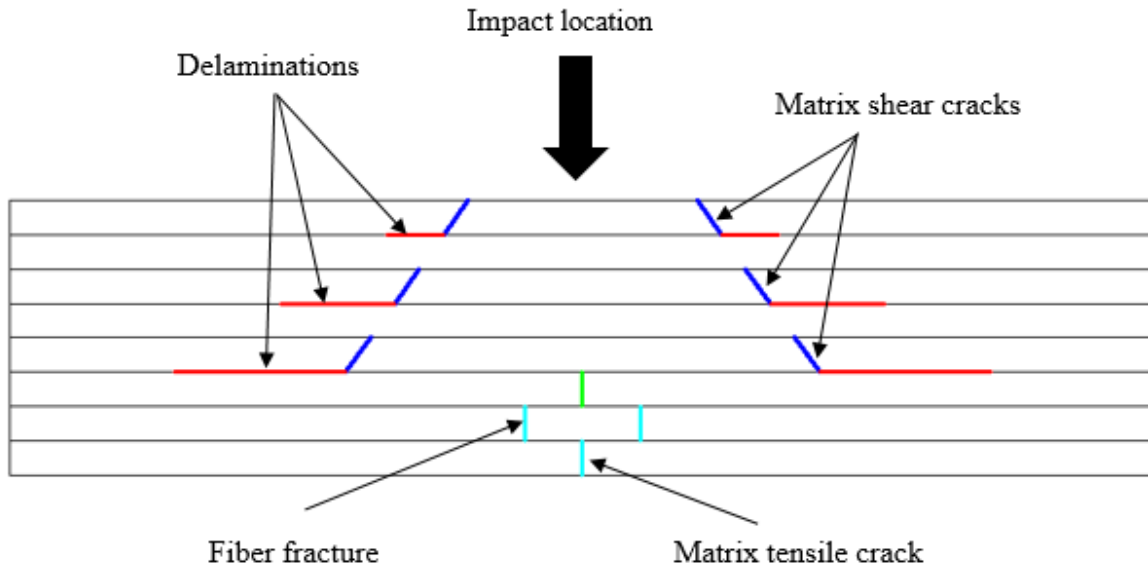 Impact location
Delaminations
Matrix shear cracks
Fiber fracture
Matrix tensile crack